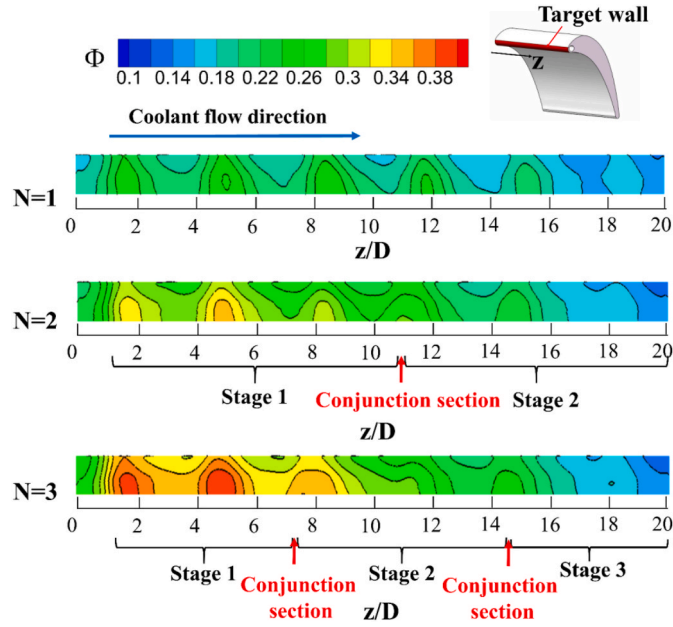 Target wall
z
Φ
0.1 0.14 0.18 0.22 0.26 0.3 0.34 0.38
Coolant flow direction
N=1
0 2 4 6 8 10 12 14 16 18 20
z/D
N=2
0 2 4 6 8 10 12 14 16 18 20
Stage 1 Conjunction section Stage 2
z/D
N=3
0 2 4 6 8 10 12 14 16 18 20
Stage 1 Conjunction section Stage 2 Conjunction section Stage 3
z/D